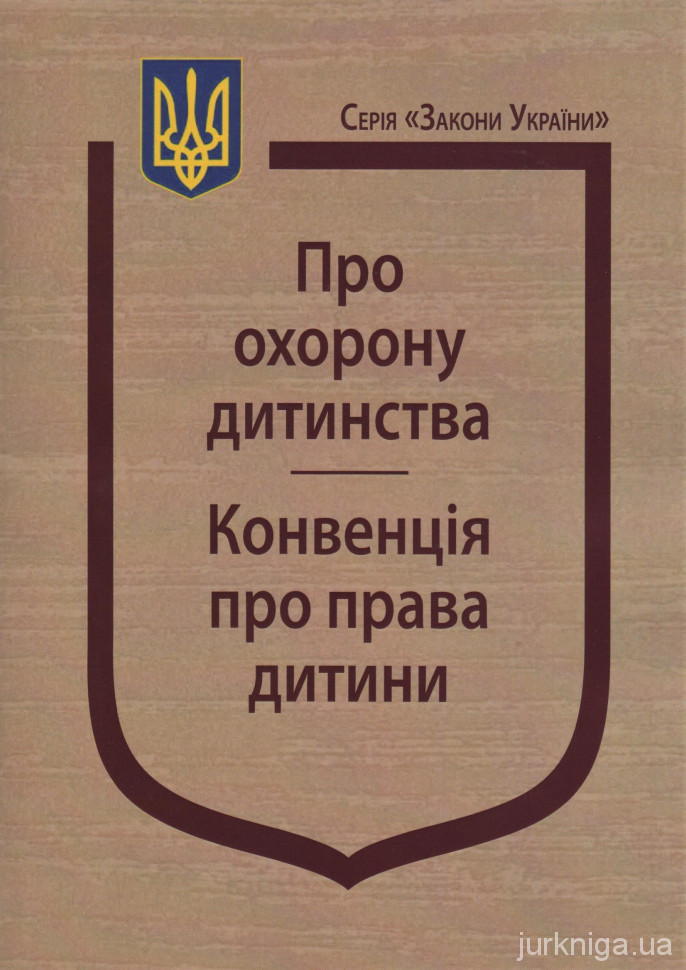 Серія «Закони України»
Про
охорону
дитинства
Конвенція
про права
дитини
jurkniga.ua